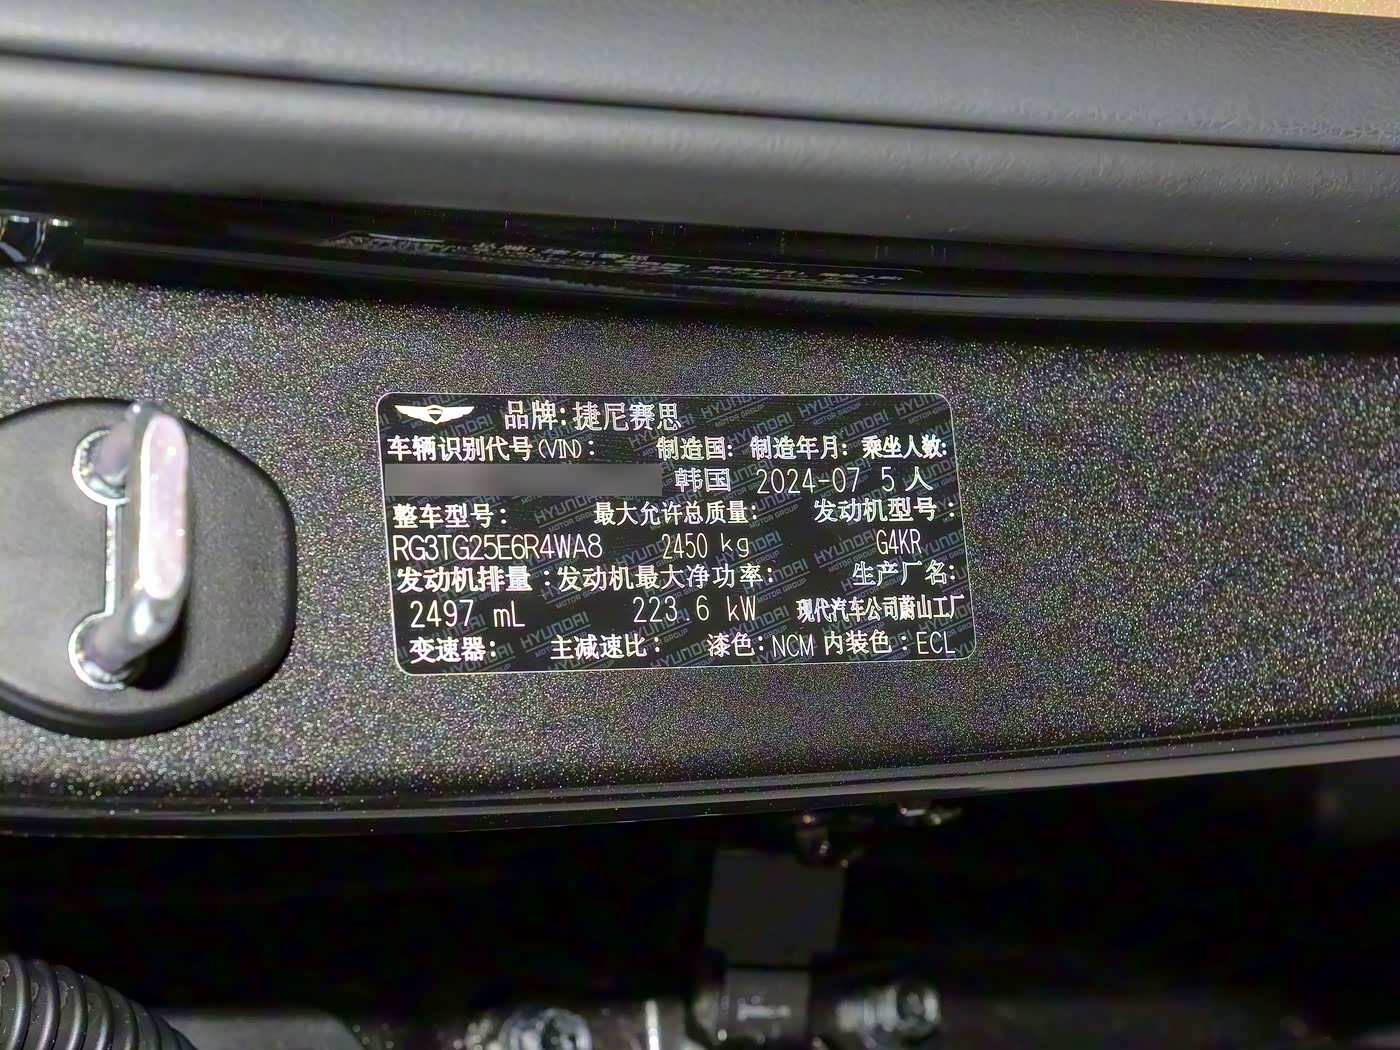 品牌:捷尼赛思
车辆识别代号(VIN): 制造国: 制造年月: 乘坐人数:
韩国 2024-07 5 人
整车型号: 最大允许总质量: 发动机型号:
RG3TG25E6R4WA8 2450 kg G4KR
发动机排量:发动机最大净功率: 生产厂名:
2497 mL 223.6 kW 现代汽车公司蔚山工厂
变速器: 主减速比: 漆色:NCM 内装色:ECL
HYUNDAI
MOTOR GROUP